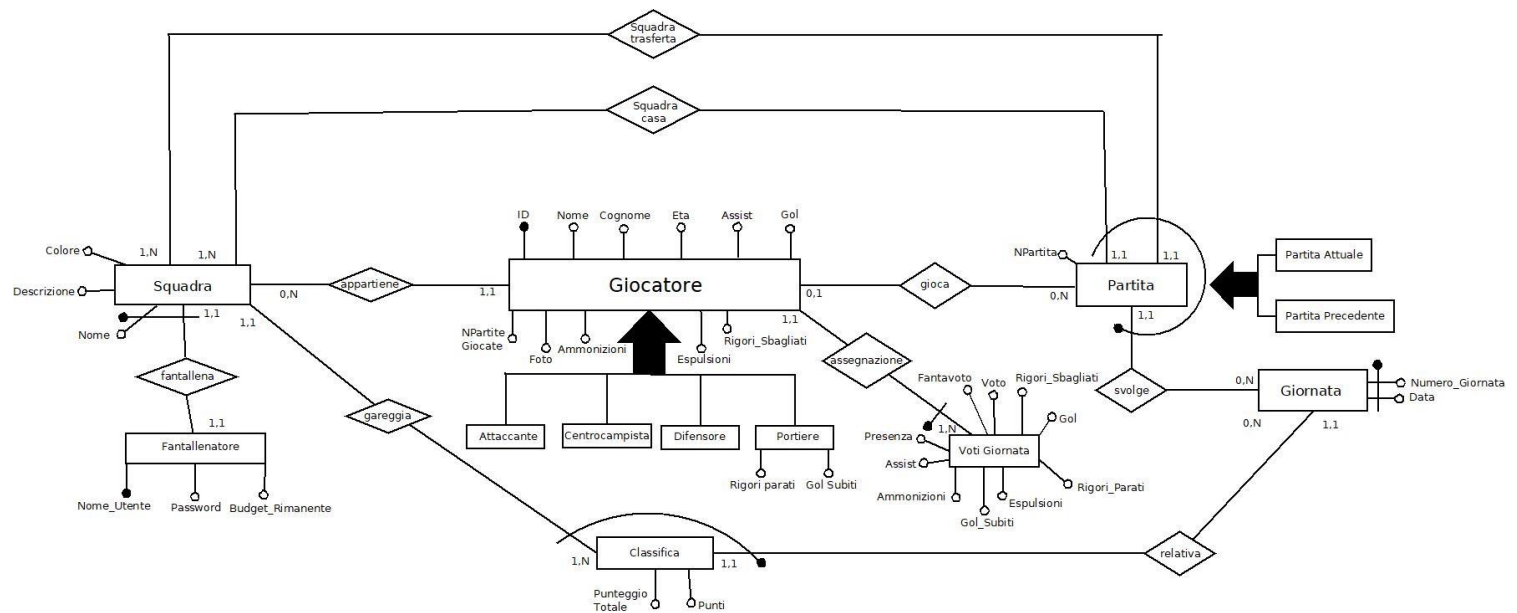 Squadra
trasferta
Squadra
casa
ID
Nome
Cognome
Eta
Assist
Gol
Colore
1,N
1,N
NPartita
1,1
1,1
Partita Attuale
Descrizione
Squadra
0,N
appartiene
1,1
Giocatore
0,1
gioca
0,N
Partita
Partita Precedente
Nome
1,1
1,1
NPartite
Giocate
Foto
Ammonizioni
Espulsioni
Rigori_Sbagliati
1,1
1,1
fantallena
assegnazione
Fantavoto
Voto
Rigori_Sbagliati
svolge
0,N
Giornata
Numero_Giornata
Data
gareggia
Gol
0,N
1,1
1,1
Fantallenatore
Attaccante
Centrocampista
Difensore
Portiere
Presenza
1,N
Voti Giornata
Assist
Rigori parati
Gol Subiti
Rigori_Parati
Nome_Utente
Password
Budget_Rimanente
Ammonizioni
Gol_Subiti
Espulsioni
1,N
Classifica
1,1
relativa
Punteggio
Totale
Punti